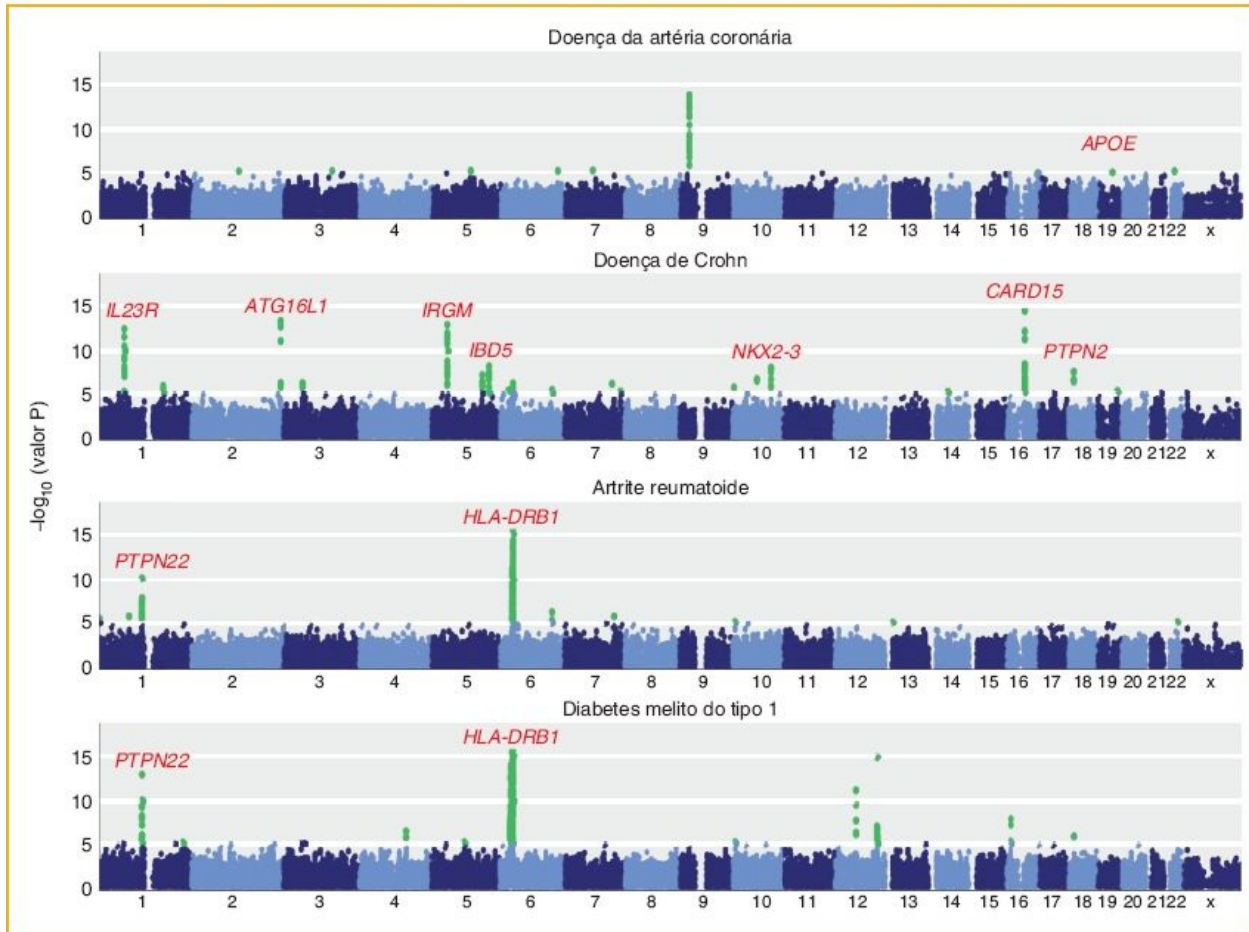 Doença da artéria coronária
15
10
APOE
5
0
1 2 3 4 5 6 7 8 9 10 11 12 13 14 15 16 17 18 19 20 21 22 x
Doença de Crohn
15
IL23R ATG16L1 IRGM CARD15
10
IBD5 NKX2-3 PTPN2
5
0
1 2 3 4 5 6 7 8 9 10 11 12 13 14 15 16 17 18 19 20 21 22 x
-log10 (valor P)
Artrite reumatoide
HLA-DRB1
15
PTPN22
10
5
0
1 2 3 4 5 6 7 8 9 10 11 12 13 14 15 16 17 18 19 20 21 22 x
Diabetes melito do tipo 1
HLA-DRB1
15
PTPN22
10
5
0
1 2 3 4 5 6 7 8 9 10 11 12 13 14 15 16 17 18 19 20 21 22 x